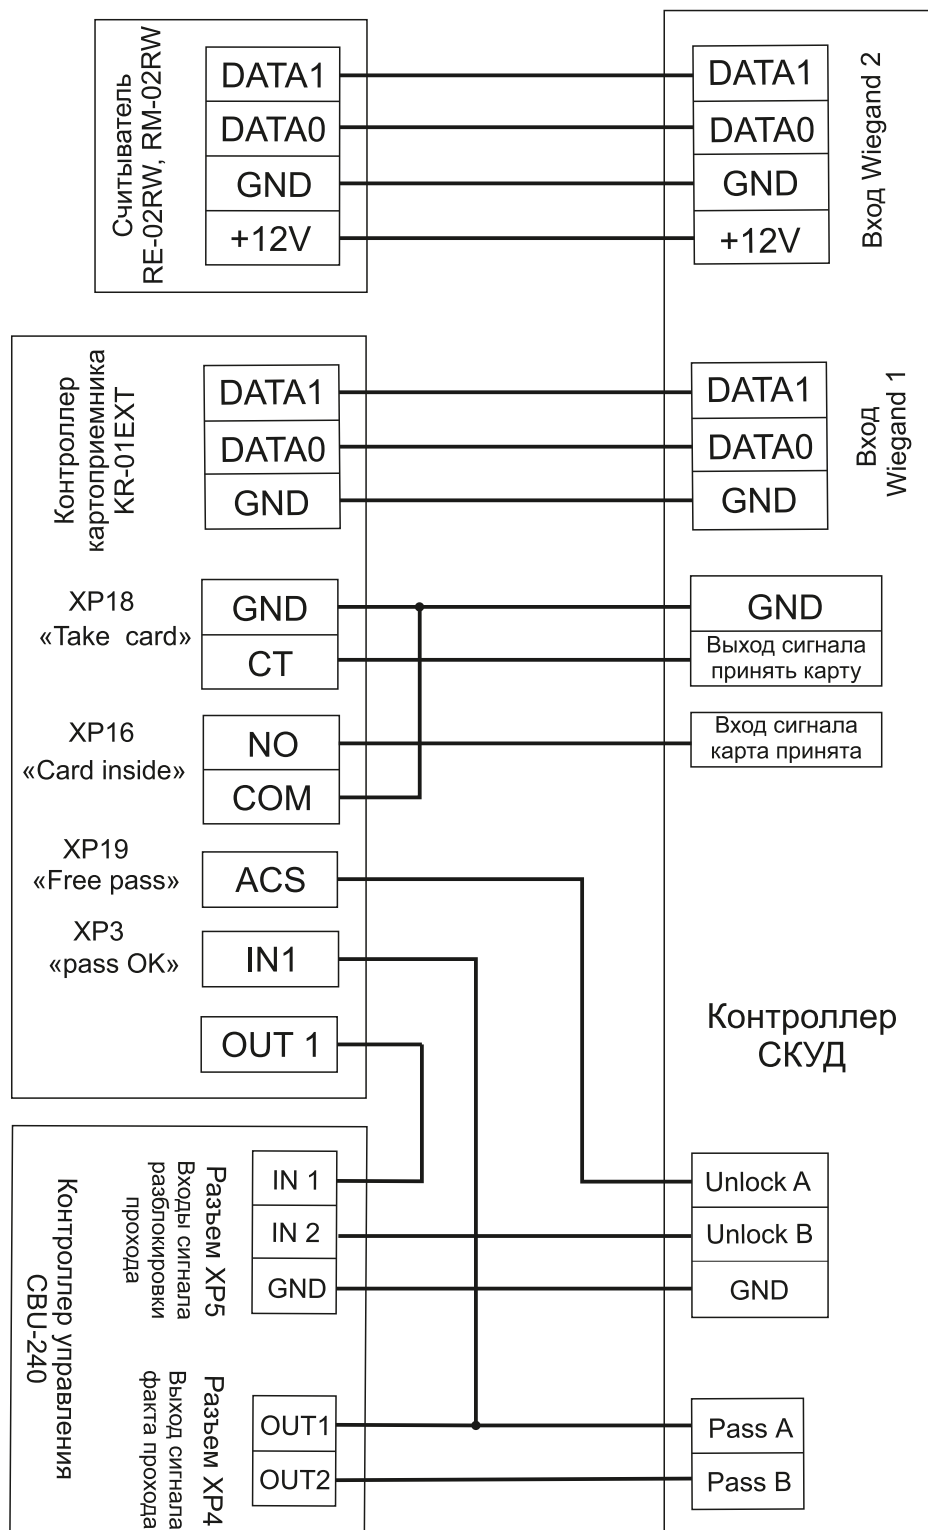 Считыватель
RE-02RW, RM-02RW
DATA1
DATA0
GND
+12V
DATA1
DATA0
GND
+12V
Вход Wiegand 2
Контроллер
картоприемника
KR-01EXT
DATA1
DATA0
GND
DATA1
DATA0
GND
Вход
Wiegand 1
XP18
«Take card»
GND
CT
GND
Выход сигнала
принять карту
XP16
«Card inside»
NO
COM
Вход сигнала
карта принята
XP19
«Free pass»
ACS
XP3
«pass OK»
IN1
OUT 1
Контроллер
СКУД
Контроллер управления
CBU-240
Разъем XP5
Входы сигнала
разблокировки
прохода
IN 1
IN 2
GND
Unlock A
Unlock B
GND
Разъем XP4
Выход сигнала
факта прохода
OUT1
OUT2
Pass A
Pass B